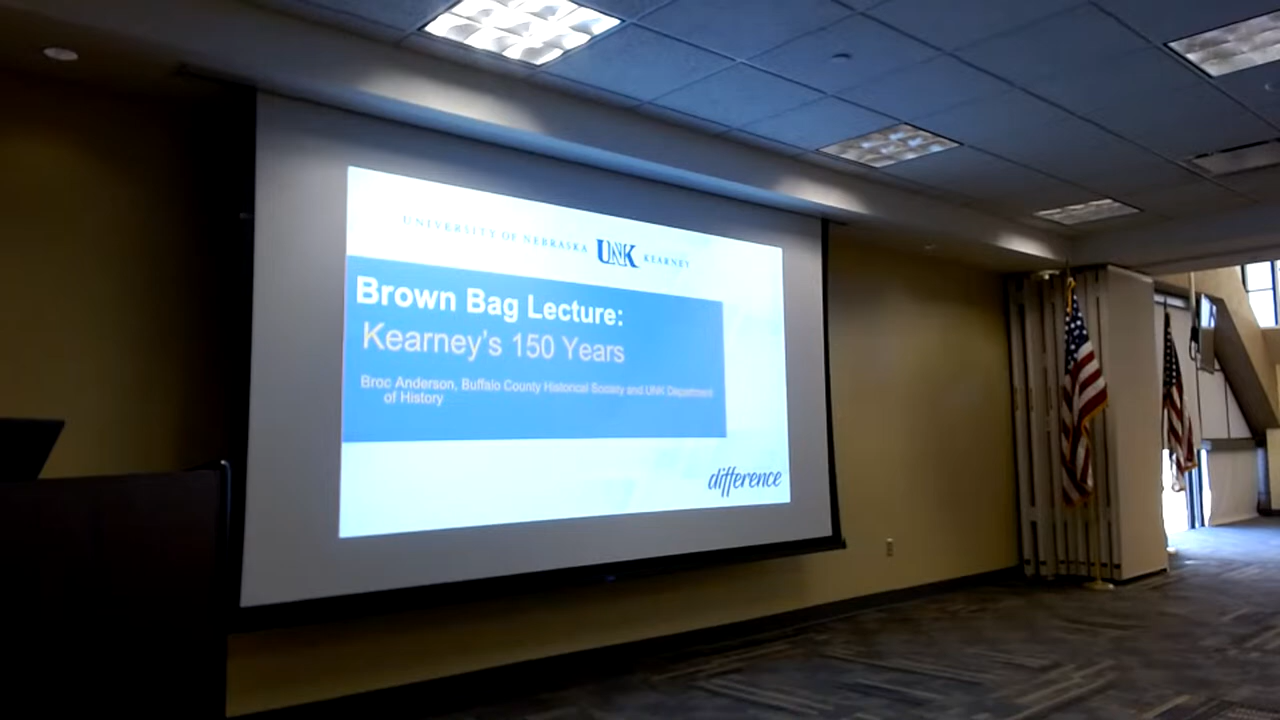 UNIVERSITY OF NEBRASKA UNK KEARNEY
Brown Bag Lecture:
Kearney's 150 Years
Broc Anderson, Buffalo County Historical Society and UNK Department
of History
difference